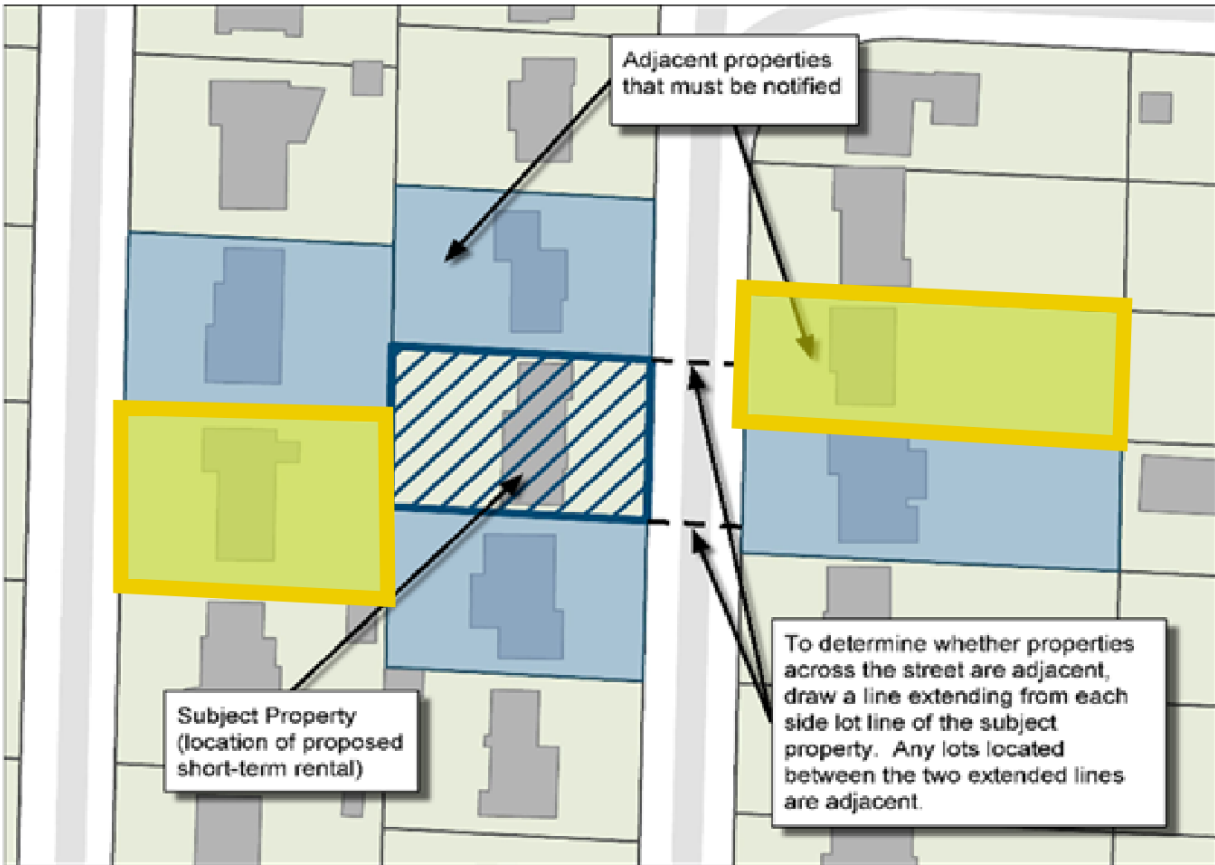 Adjacent properties
that must be notified
Subject Property
(location of proposed
short-term rental)
To determine whether properties
across the street are adjacent,
draw a line extending from each
side lot line of the subject
property.  Any lots located
between the two extended lines
are adjacent.